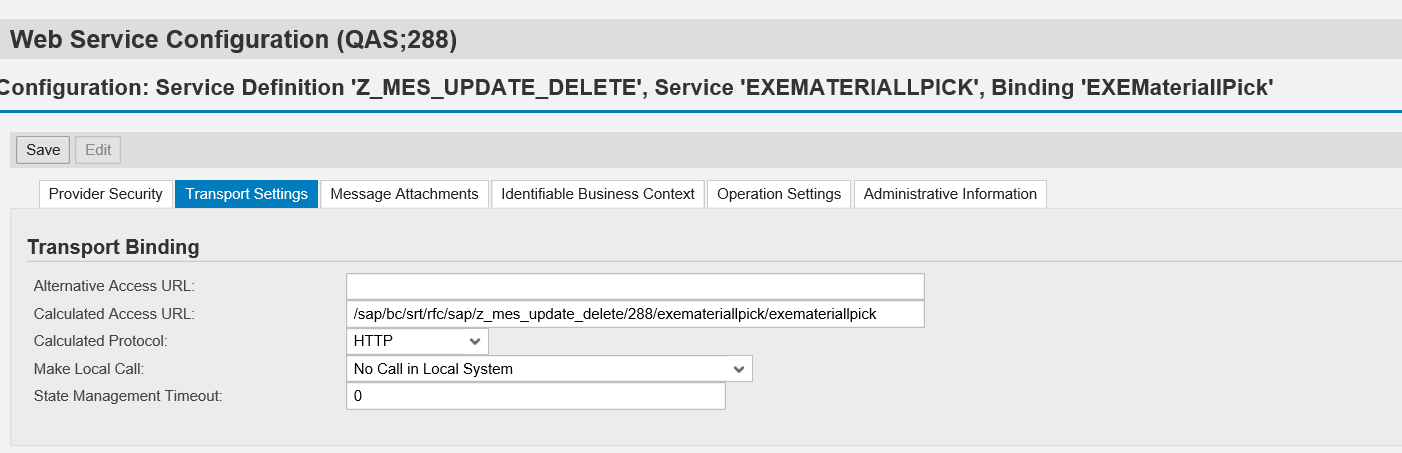 Web Service Configuration (QAS;288)
Configuration: Service Definition 'Z_MES_UPDATE_DELETE', Service 'EXEMATERIALLPICK', Binding 'EXEMateriallPick'
Save Edit
Provider Security Transport Settings Message Attachments Identifiable Business Context Operation Settings Administrative Information
Transport Binding
Alternative Access URL:
Calculated Access URL: /sap/bc/srt/rfc/sap/z_mes_update_delete/288/exemateriallpick/exemateriallpick
Calculated Protocol: HTTP
Make Local Call: No Call in Local System
State Management Timeout: 0